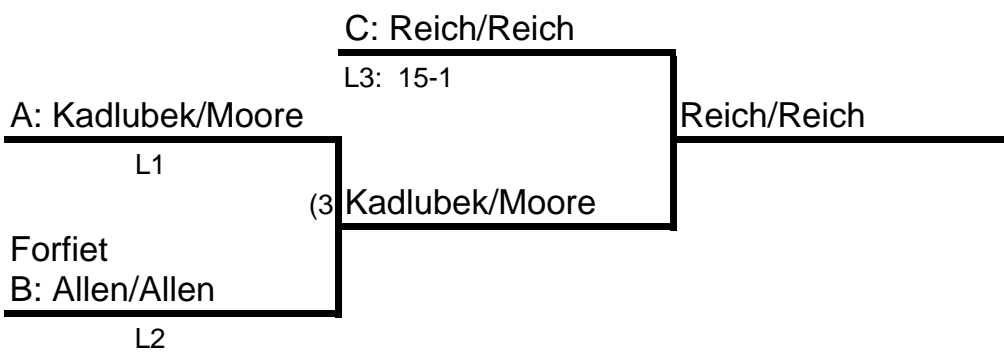 C: Reich/Reich
L3: 15-1
A: Kadlubek/Moore
Reich/Reich
L1
(3 Kadlubek/Moore
Forfiet
B: Allen/Allen
L2